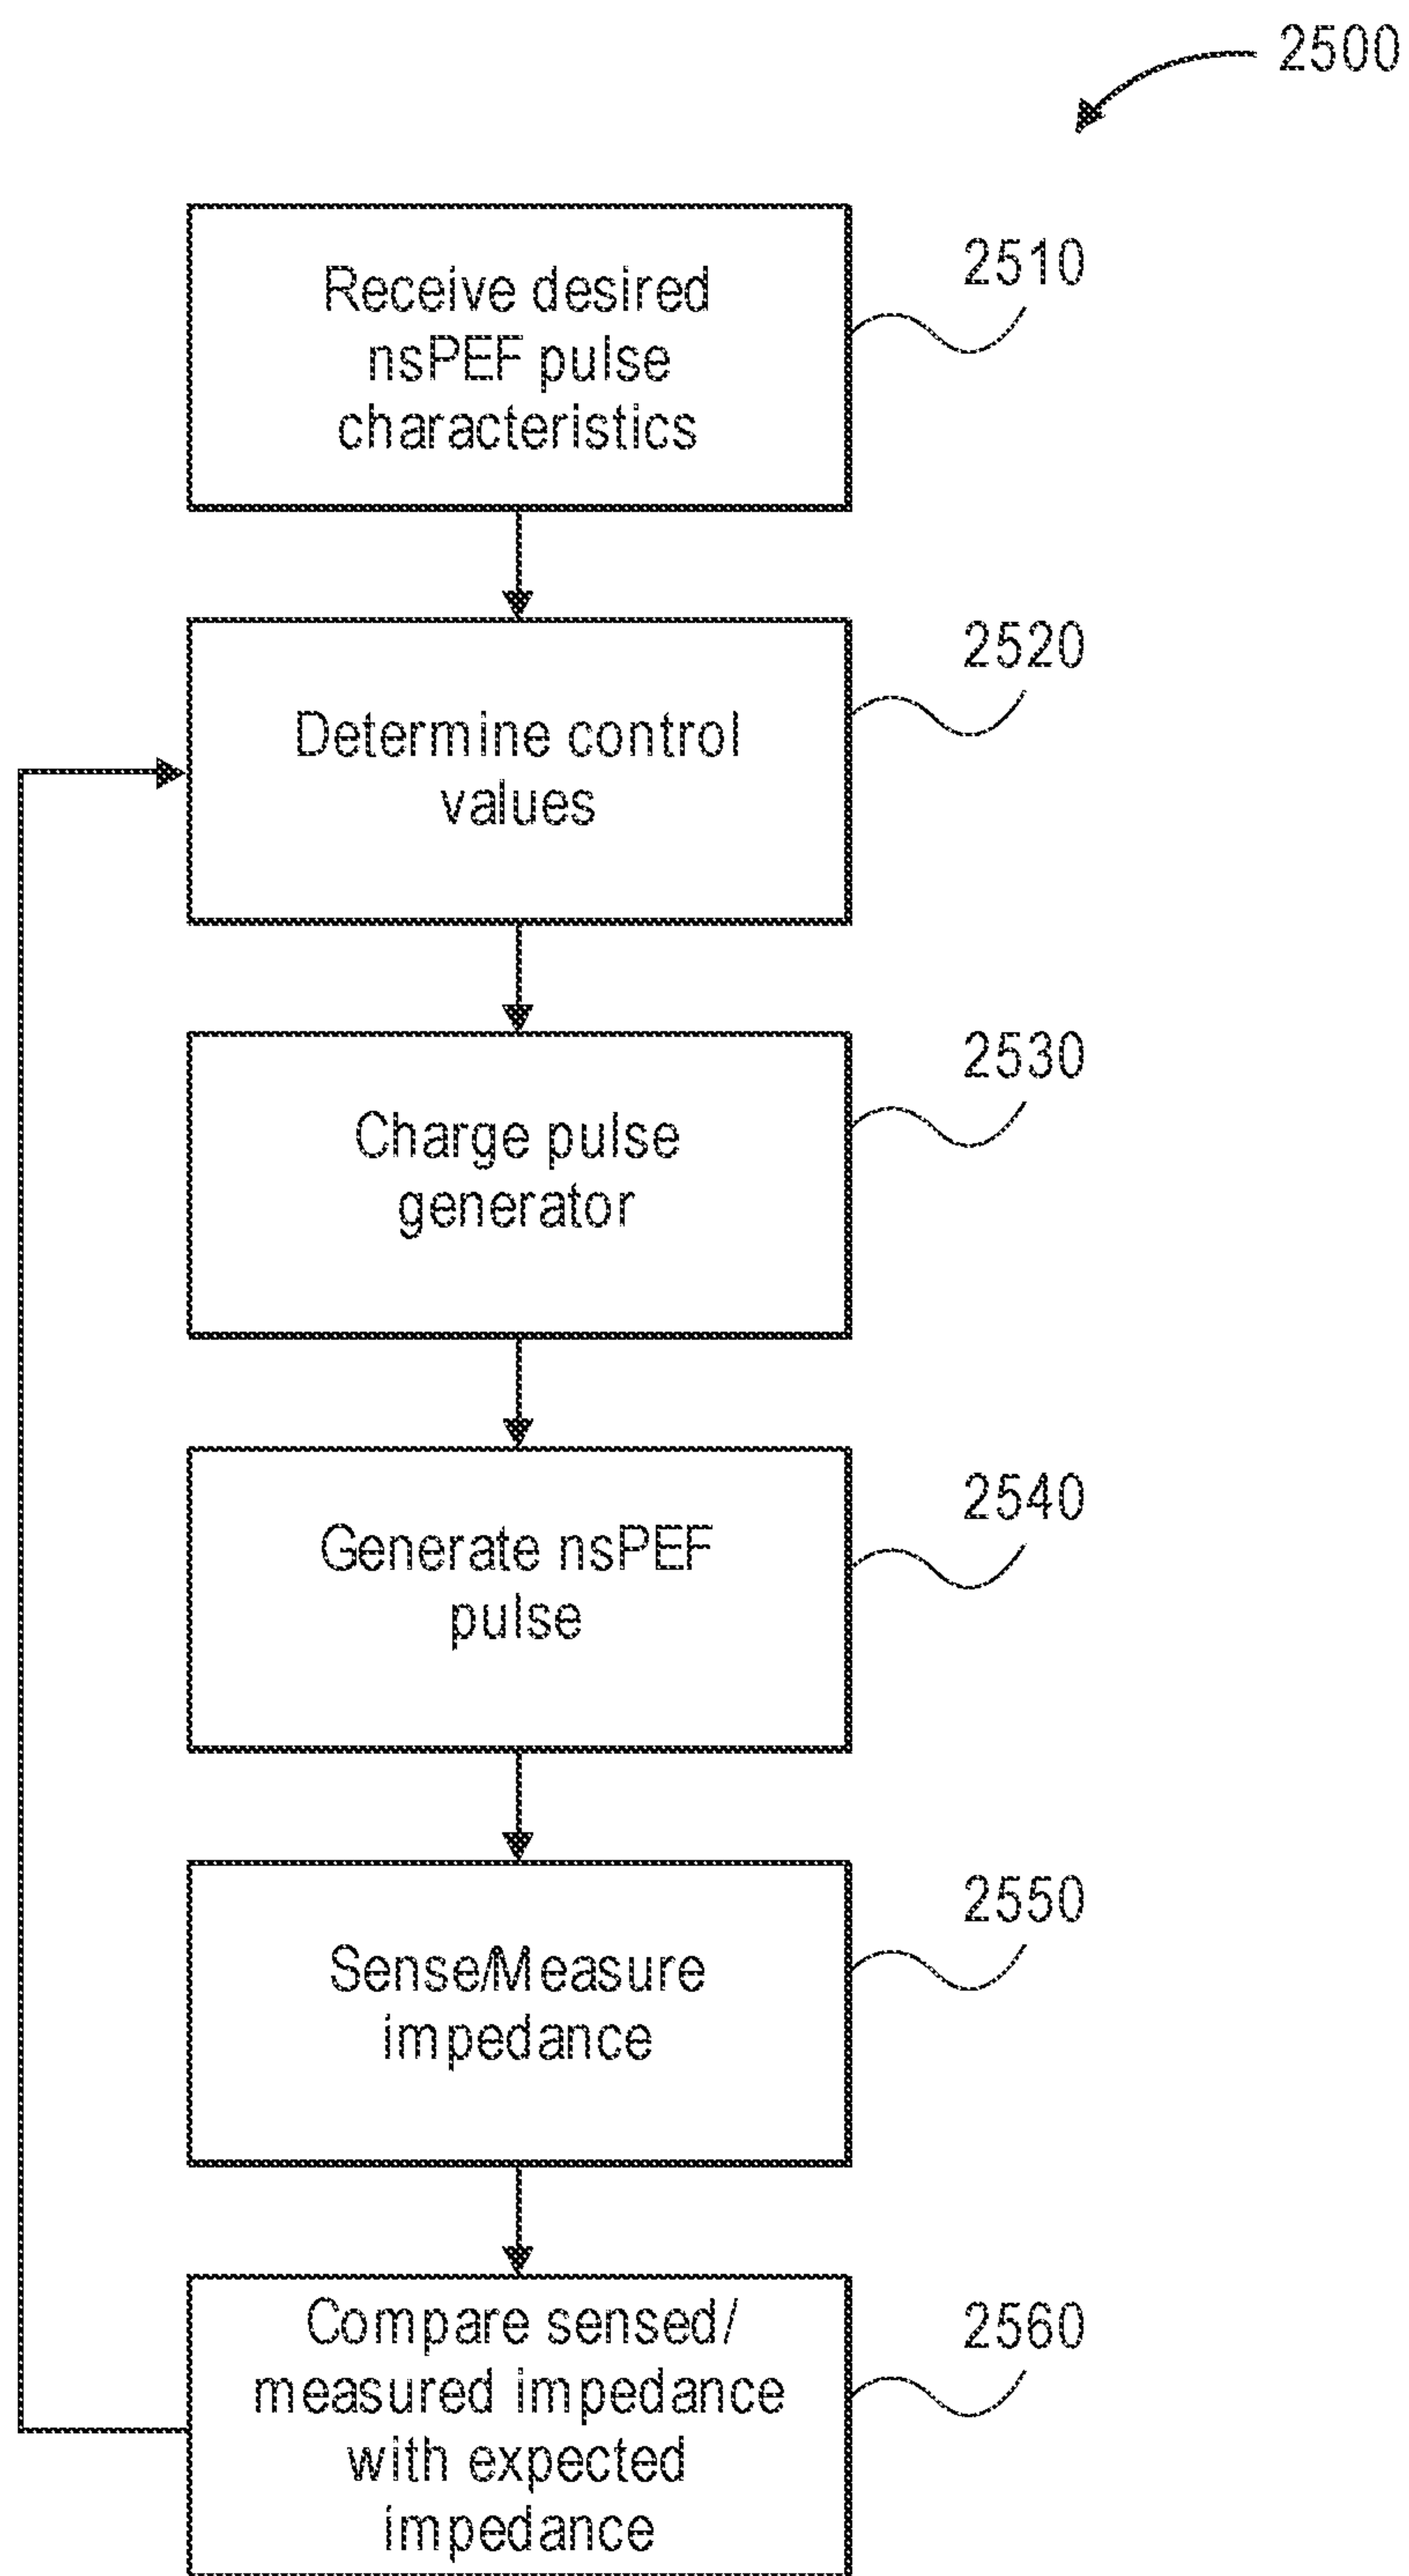 2500
Receive desired
nsPEF pulse
characteristics
2510
Determine control
values
2520
Charge pulse
generator
2530
Generate nsPEF
pulse
2540
Sense/Measure
impedance
2550
Compare sensed/
measured impedance
with expected
impedance
2560